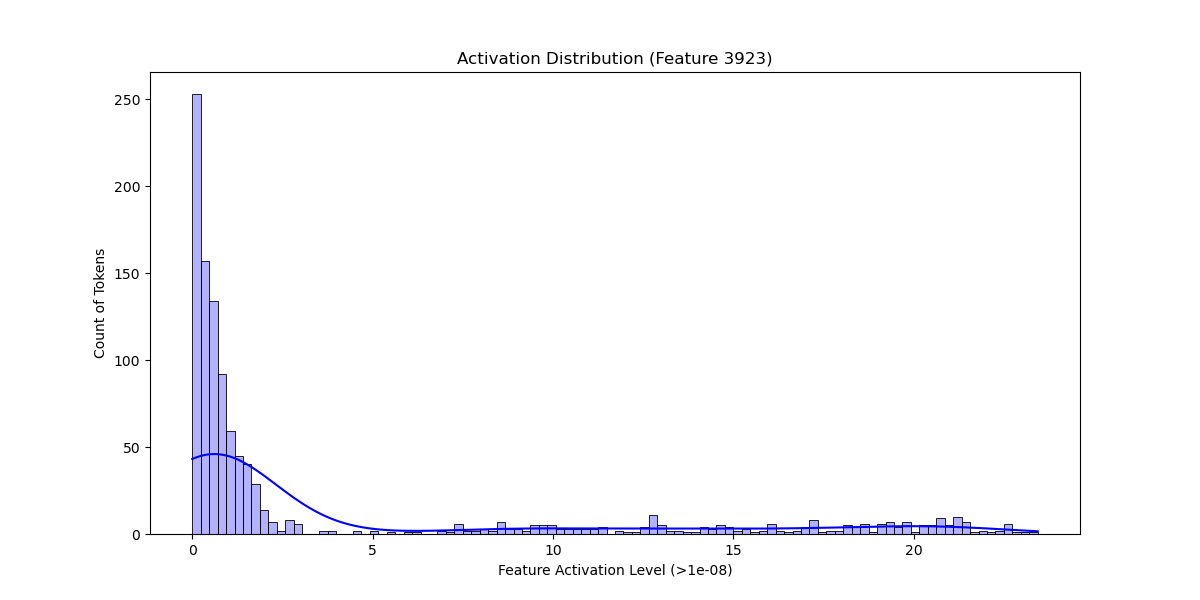 Activation Distribution (Feature 3923)
Count of Tokens
250
200
150
100
50
0
0 5 10 15 20
Feature Activation Level (>1e-08)